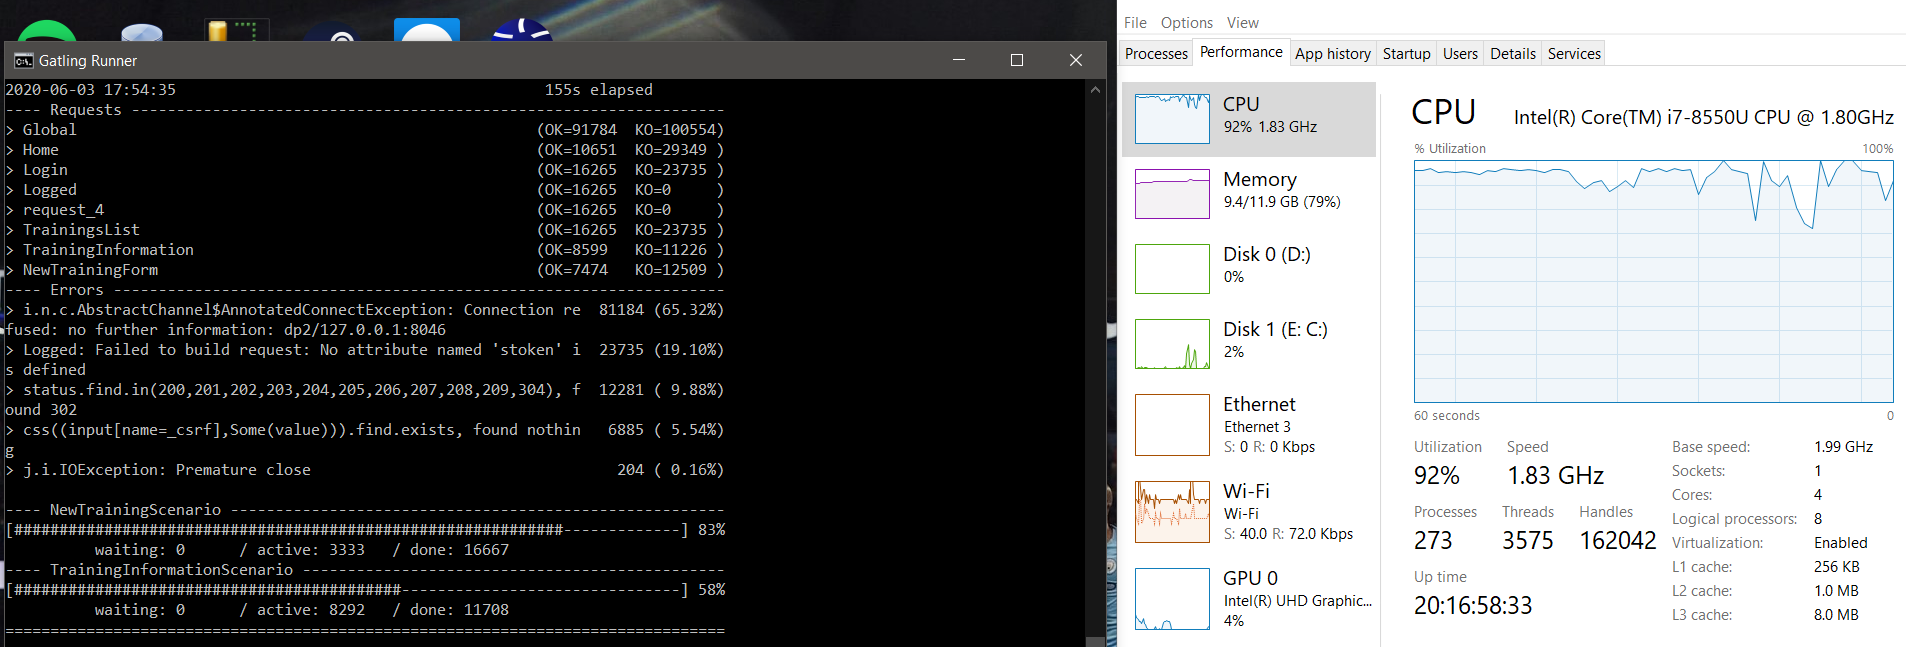 Gatling Runner
2020-06-03 17:54:35                                         155s elapsed
---- Requests ------------------------------------------------------------------
> Global                                                   (OK=91784  KO=100554)
> Home                                                     (OK=10651  KO=29349 )
> Login                                                    (OK=16265  KO=23735 )
> Logged                                                   (OK=16265  KO=0     )
> request_4                                                (OK=16265  KO=0     )
> TrainingsList                                            (OK=16265  KO=23735 )
> TrainingInformation                                      (OK=8599   KO=11226 )
> NewTrainingForm                                          (OK=7474   KO=12509 )
---- Errors --------------------------------------------------------------------
> i.n.c.AbstractChannel$AnnotatedConnectException: Connection re  81184 (65.32%)
fused: no further information: dp2/127.0.0.1:8046
> Logged: Failed to build request: No attribute named 'stoken' i  23735 (19.10%)
s defined
> status.find.in(200,201,202,203,204,205,206,207,208,209,304), f  12281 ( 9.88%)
ound 302
> css((input[name=_csrf],Some(value))).find.exists, found nothin   6885 ( 5.54%)
g
> j.i.IOException: Premature close                                  204 ( 0.16%)
---- NewTrainingScenario -------------------------------------------------------
[#############################################################-------------] 83%
          waiting: 0      / active: 3333   / done: 16667
---- TrainingInformationScenario -----------------------------------------------
[###########################################-------------------------------] 58%
          waiting: 0      / active: 8292   / done: 11708
================================================================================
File Options View
Processes Performance App history Startup Users Details Services
CPU
92% 1.83 GHz
Memory
9.4/11.9 GB (79%)
Disk 0 (D:)
0%
Disk 1 (E: C:)
2%
Ethernet
Ethernet 3
S: 0 R: 0 Kbps
Wi-Fi
Wi-Fi
S: 40.0 R: 72.0 Kbps
GPU 0
Intel(R) UHD Graphic...
4%
CPU Intel(R) Core(TM) i7-8550U CPU @ 1.80GHz
% Utilization 100%
60 seconds 0
Utilization Speed
92% 1.83 GHz
Processes Threads Handles
273 3575 162042
Up time
20:16:58:33
Base speed: 1.99 GHz
Sockets: 1
Cores: 4
Logical processors: 8
Virtualization: Enabled
L1 cache: 256 KB
L2 cache: 1.0 MB
L3 cache: 8.0 MB